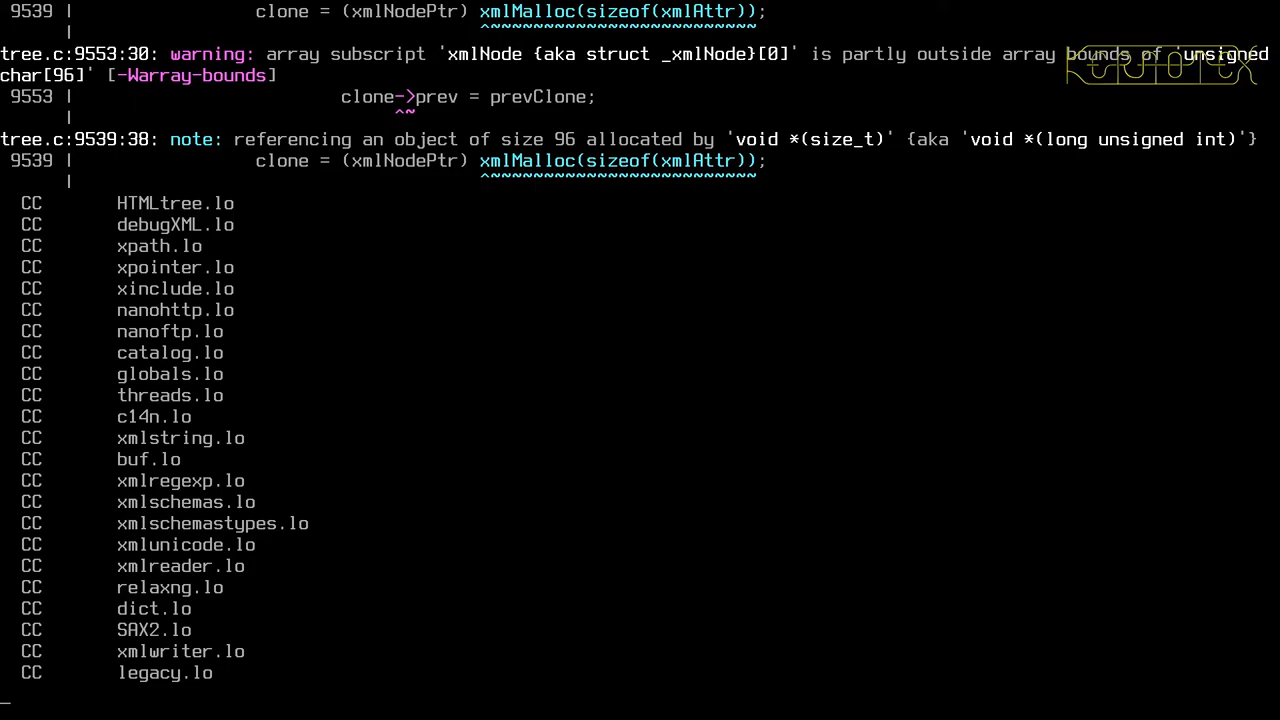 9539 |                 clone = (xmlNodePtr) xmlMalloc(sizeof(xmlAttr));
     |                                      ^~~~~~~~~~~~~~~~~~~~~~~~~~
tree.c:9553:30: warning: array subscript 'xmlNode {aka struct _xmlNode}[0]' is partly outside array bounds of 'unsigned
char[96]' [-Warray-bounds]
9553 |                         clone->prev = prevClone;
     |                              ^~
tree.c:9539:38: note: referencing an object of size 96 allocated by 'void *(size_t)' {aka 'void *(long unsigned int)'}
9539 |                 clone = (xmlNodePtr) xmlMalloc(sizeof(xmlAttr));
     |                                      ^~~~~~~~~~~~~~~~~~~~~~~~~~
CC       HTMLtree.lo
CC       debugXML.lo
CC       xpath.lo
CC       xpointer.lo
CC       xinclude.lo
CC       nanohttp.lo
CC       nanoftp.lo
CC       catalog.lo
CC       globals.lo
CC       threads.lo
CC       c14n.lo
CC       xmlstring.lo
CC       buf.lo
CC       xmlregexp.lo
CC       xmlschemas.lo
CC       xmlschemastypes.lo
CC       xmlunicode.lo
CC       xmlreader.lo
CC       relaxng.lo
CC       dict.lo
CC       SAX2.lo
CC       xmlwriter.lo
CC       legacy.lo